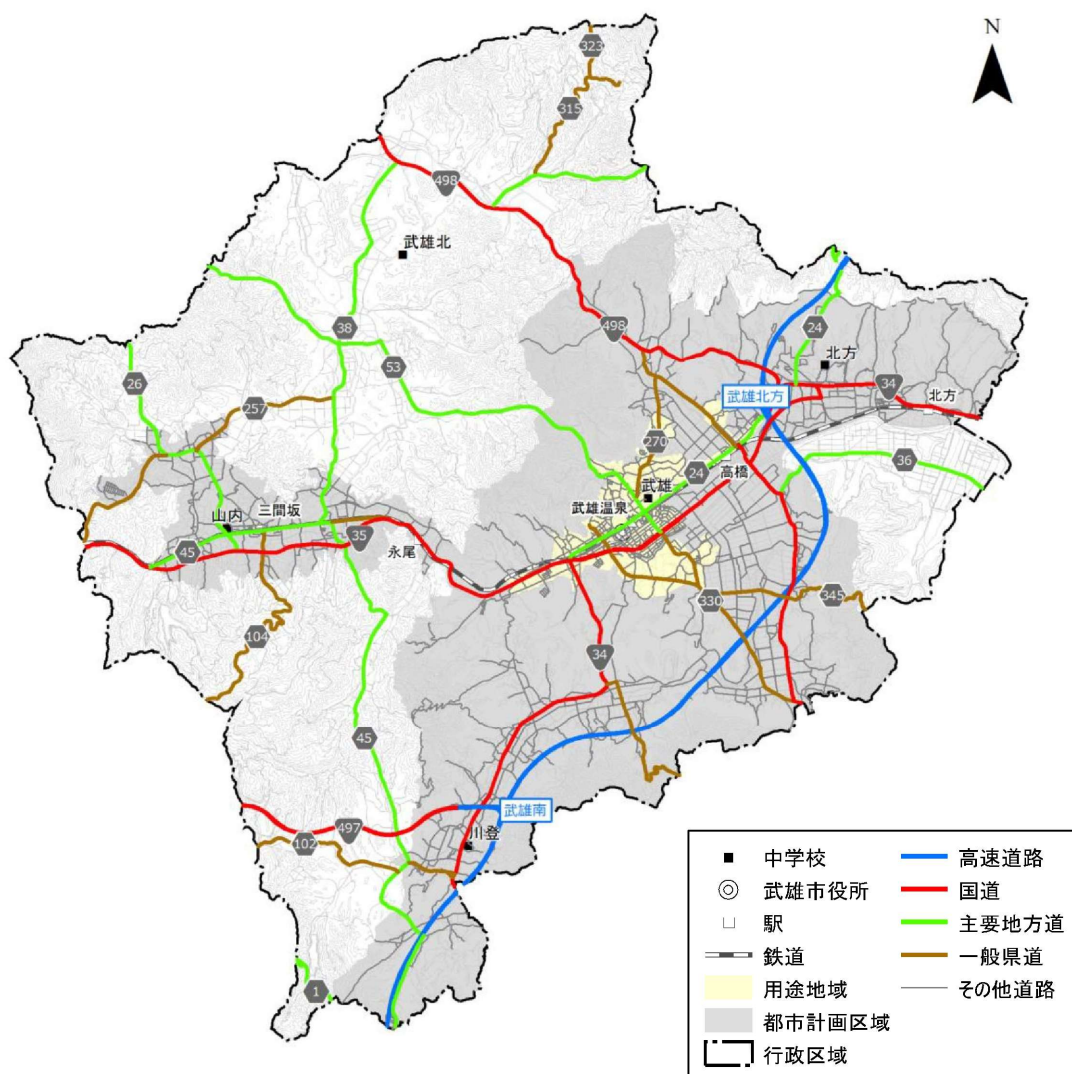 N
323
315
498
武雄北
38
498
24
北方
26
53
武雄北方
34
北方
257
270
24
高橋
36
武雄
武雄温泉
山内
三間坂
35
永尾
45
330
345
104
34
45
武雄南
497
102
川登
1
中学校
武雄市役所
駅
鉄道
用途地域
都市計画区域
行政区域
高速道路
国道
主要地方道
一般県道
その他道路